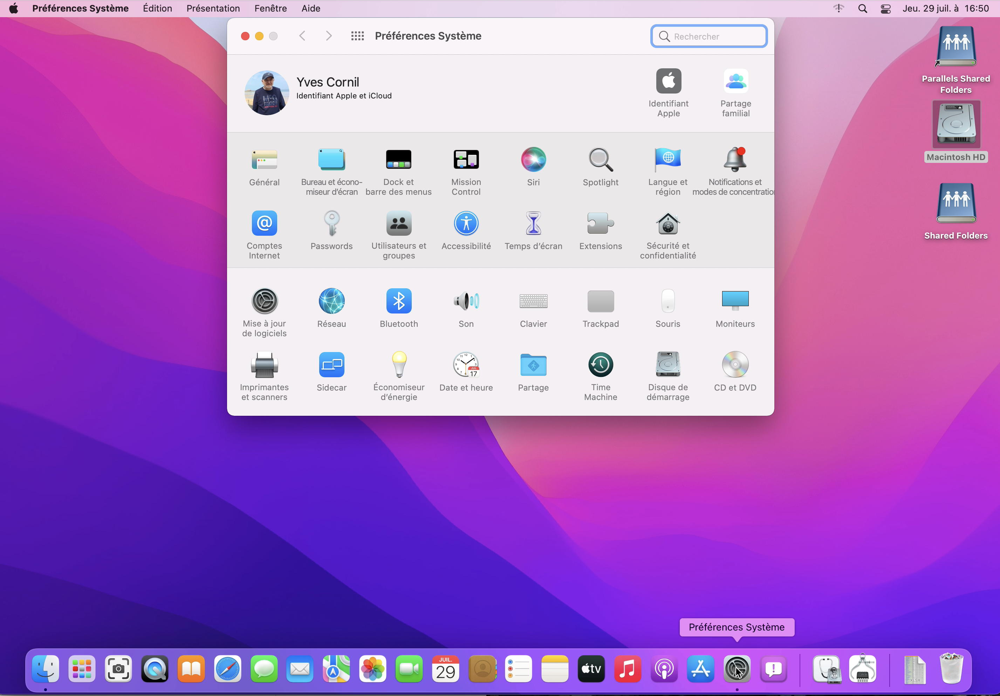 Préférences Système Édition Présentation Fenêtre Aide Jeu. 29 juil. à 16:50
Préférences Système
Rechercher
Yves Cornil
Identifiant Apple et iCloud
Identifiant
Apple
Partage
familial
Général
Bureau et écono-
miseur d’écran
Dock et
barre des menus
Mission
Control
Siri
Spotlight
Langue et
région
Notifications et
modes de concentration
Comptes
Internet
Passwords
Utilisateurs et
groupes
Accessibilité
Temps d’écran
Extensions
Sécurité et
confidentialité
Mise à jour
de logiciels
Réseau
Bluetooth
Son
Clavier
Trackpad
Souris
Moniteurs
JUL
17
Imprimantes
et scanners
Sidecar
Économiseur
d’énergie
Date et heure
Partage
Time
Machine
Disque de
démarrage
CD et DVD
Parallels Shared
Folders
Macintosh HD
Shared Folders
Préférences Système
JUIL.
29
tv
XLSX